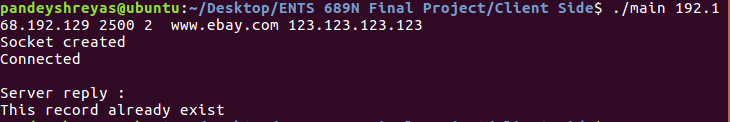 pandeyshreyas@ubuntu:~/Desktop/ENTS 689N Final Project/Client Side$ ./main 192.1
68.192.129 2500 2  www.ebay.com 123.123.123.123
Socket created
Connected
Server reply :
This record already exist